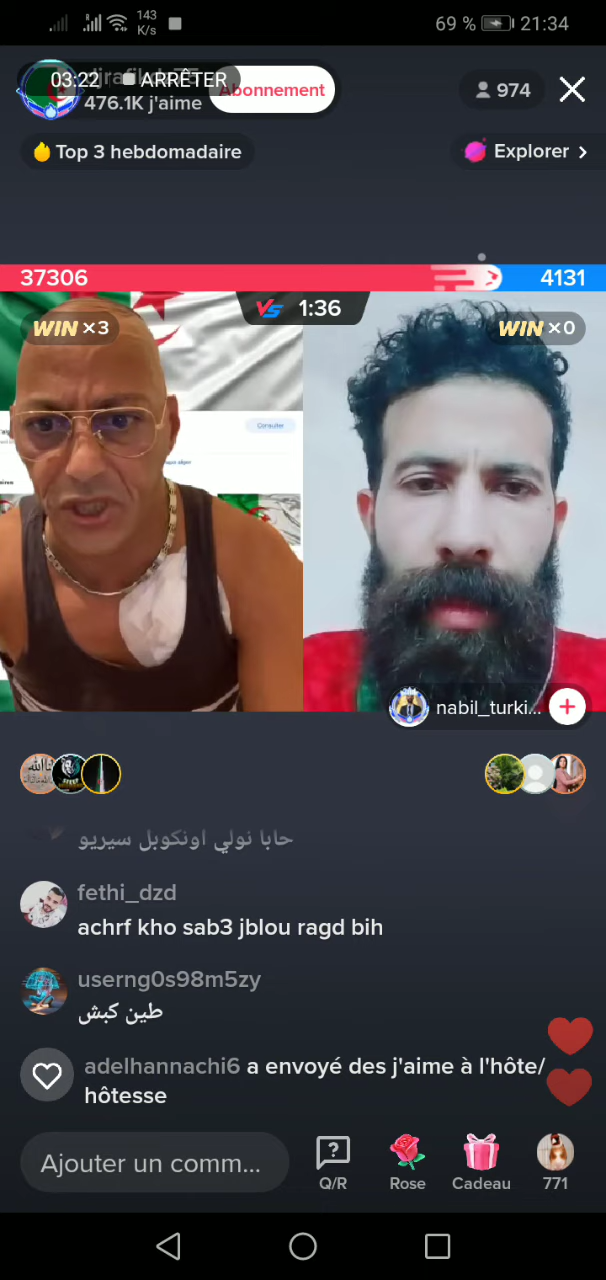 143
K/s
69 %
21:34
03:22 ARRÊTER
476.1K j'aime
Abonnement
974
Top 3 hebdomadaire
Explorer
37306
4131
WIN ×3
VS 1:36
WIN ×0
Consulter
nabil_turki...
حابا نولي اونكوبل سيريو
fethi_dzd
achrf kho sab3 jblou ragd bih
userng0s98m5zy
طين كبش
adelhannachi6 a envoyé des j'aime à l'hôte/
hôtesse
Ajouter un comm...
Q/R
Rose
Cadeau
771